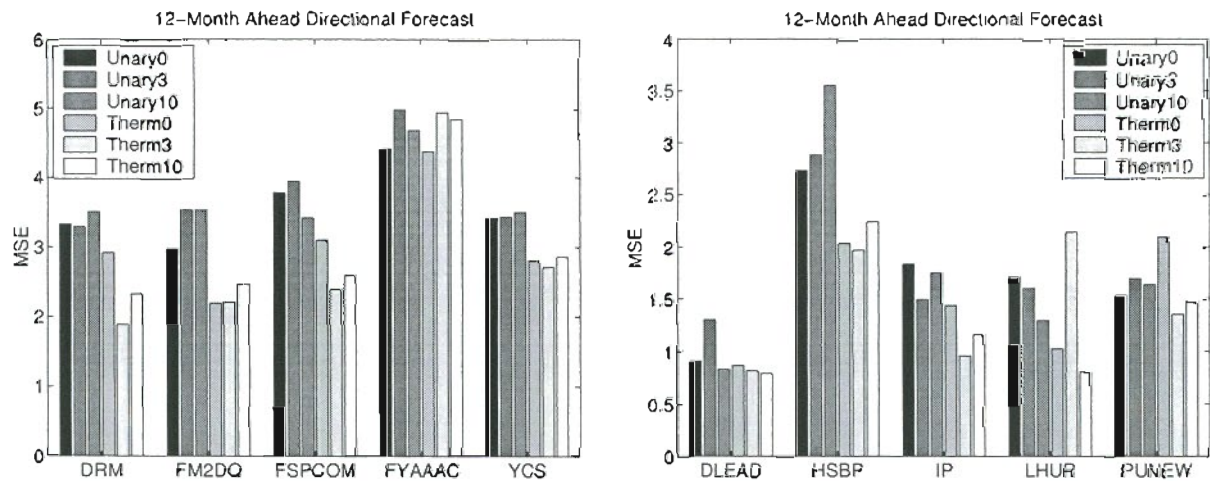 12-Month Ahead Directional Forecast
MSE
6
5
4
3
2
1
0
Unary0
Unary3
Unary10
Therm0
Therm3
Therm10
DRM FM2DQ FSPCOM FYAAAC YCS
12-Month Ahead Directional Forecast
MSE
4
3.5
3
2.5
2
1.5
1
0.5
0
Unary0
Unary3
Unary10
Therm0
Therm3
Therm10
DLEAD HSBP IP LHUR PUNEW